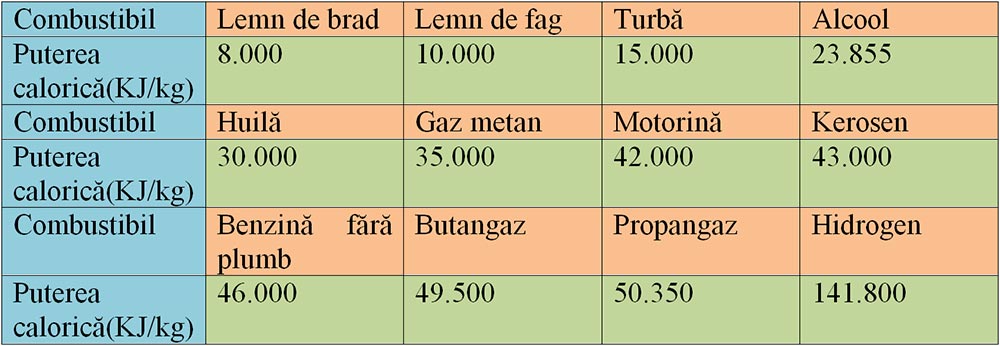 Combustibil Lemn de brad Lemn de fag Turbă Alcool
Puterea 8.000 10.000 15.000 23.855
calorică(KJ/kg)
Combustibil Huilă Gaz metan Motorină Kerosen
Puterea 30.000 35.000 42.000 43.000
calorică(KJ/kg)
Combustibil Benzină fără Butangaz Propangaz Hidrogen
plumb
Puterea 46.000 49.500 50.350 141.800
calorică(KJ/kg)